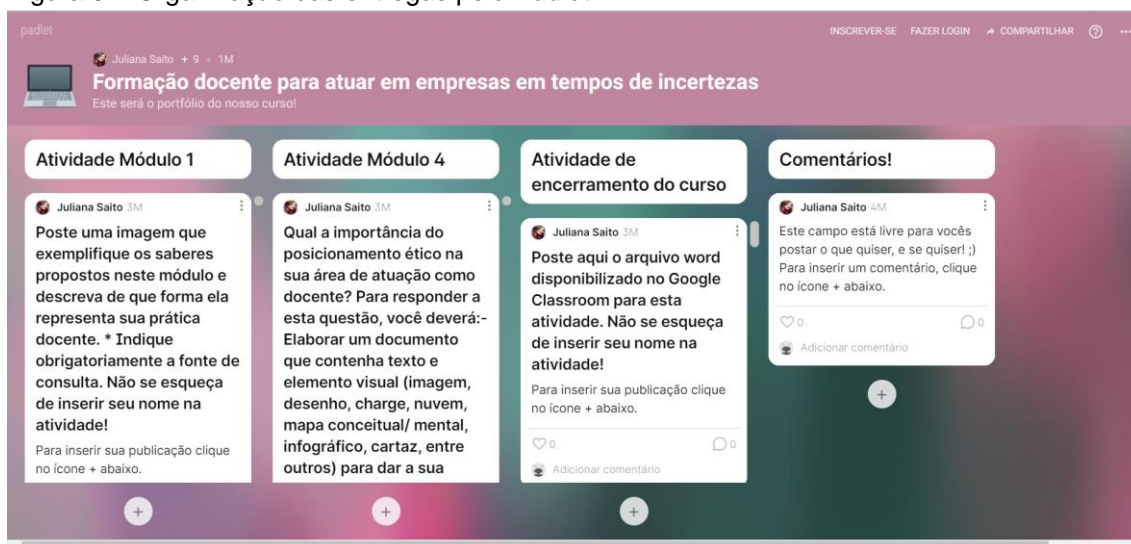 padlet
INSCREVER-SE FAZER LOGIN COMPARTILHAR
Juliana Saito + 9 • 1M
Formação docente para atuar em empresas em tempos de incertezas
Este será o portfólio do nosso curso!
Atividade Módulo 1
Juliana Saito 3M
Poste uma imagem que
exemplifique os saberes
propostos neste módulo e
descreva de que forma ela
representa sua prática
docente. * Indique
obrigatoriamente a fonte de
consulta. Não se esqueça
de inserir seu nome na
atividade!
Para inserir sua publicação clique
no ícone + abaixo.
Atividade Módulo 4
Juliana Saito 3M
Qual a importância do
posicionamento ético na
sua área de atuação como
docente? Para responder a
esta questão, você deverá:-
Elaborar um documento
que contenha texto e
elemento visual (imagem,
desenho, charge, nuvem,
mapa conceitual/ mental,
infográfico, cartaz, entre
outros) para dar a sua
Atividade de
encerramento do curso
Juliana Saito 3M
Poste aqui o arquivo word
disponibilizado no Google
Classroom para esta
atividade. Não se esqueça
de inserir seu nome na
atividade!
Para inserir sua publicação clique
no ícone + abaixo.
0 0
Adicionar comentário
Comentários!
Juliana Saito 4M
Este campo está livre para vocês
postar o que quiser, e se quiser! ;)
Para inserir um comentário, clique
no ícone + abaixo.
0 0
Adicionar comentário